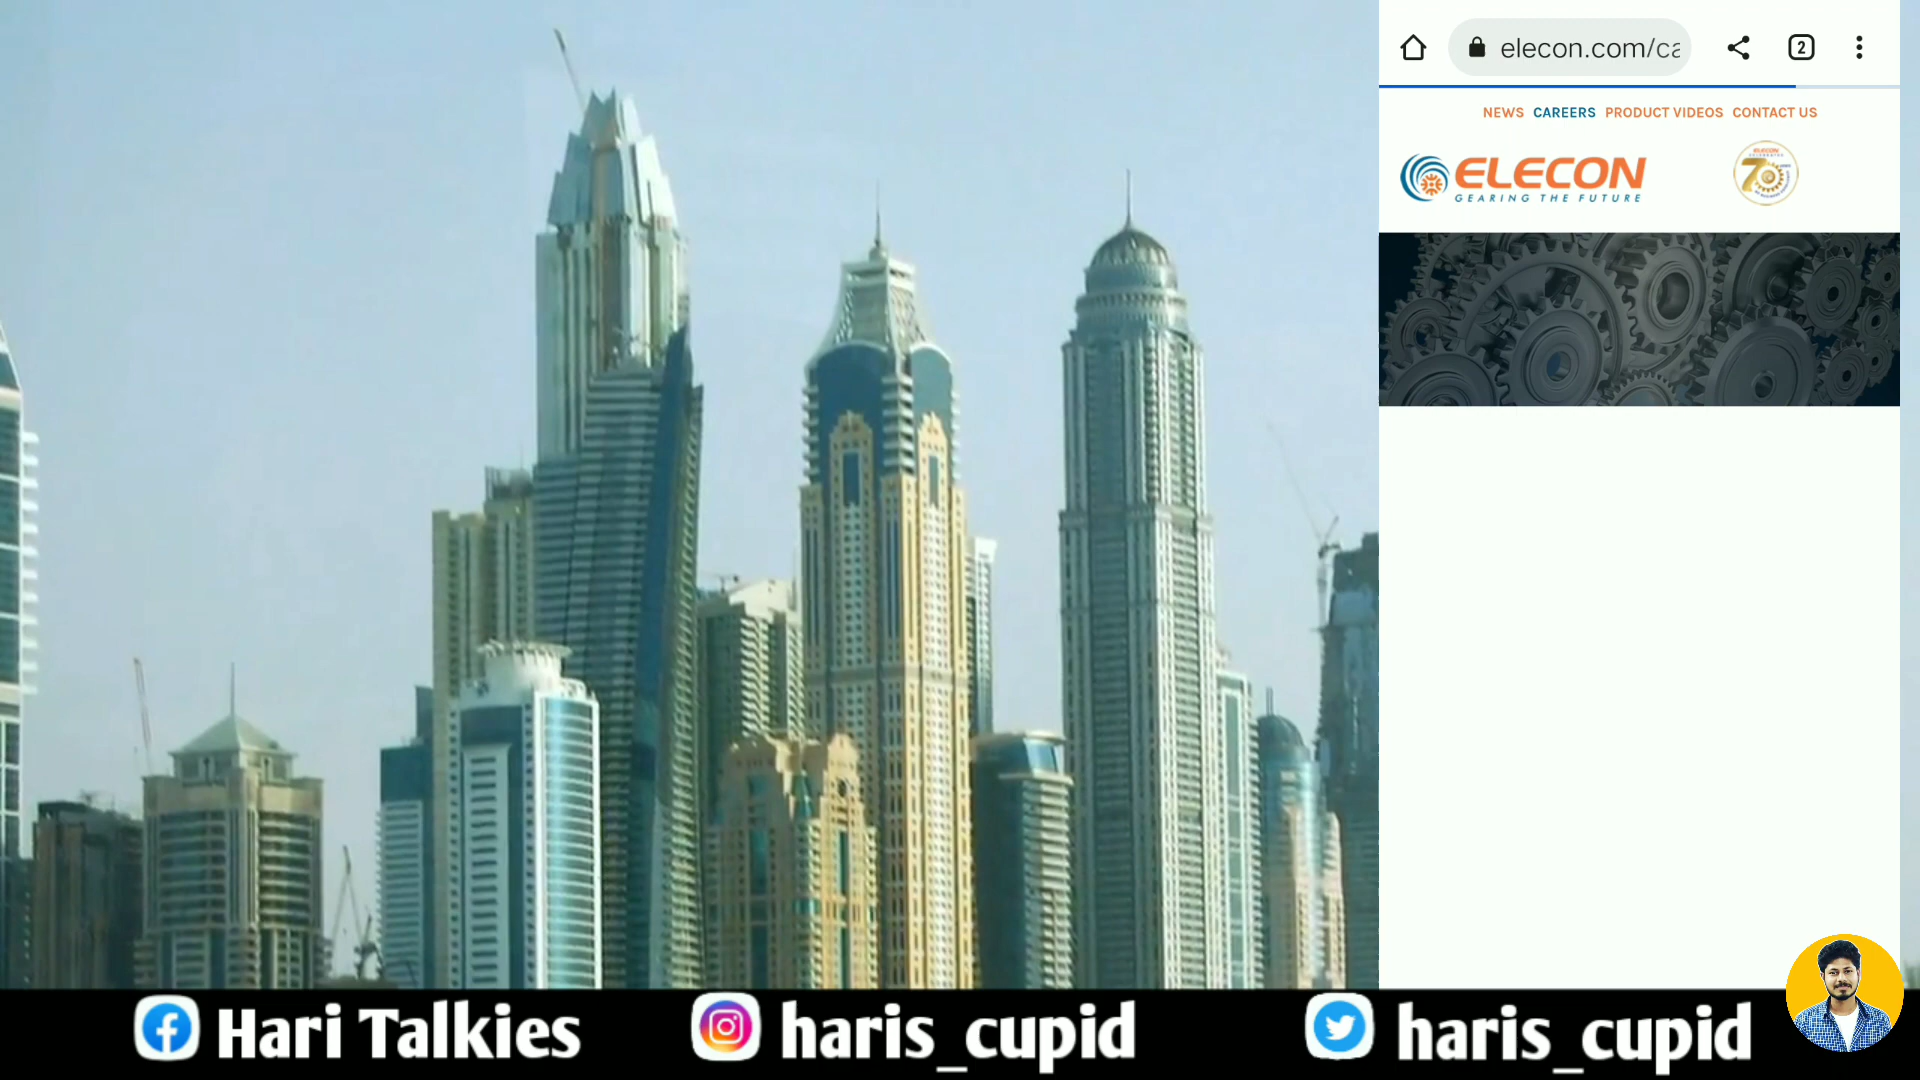 elecon.com/ca
2
NEWS CAREERS PRODUCT VIDEOS CONTACT US
ELECON
GEARING THE FUTURE
ELECON
70
Hari Talkies
haris_cupid
haris_cupid